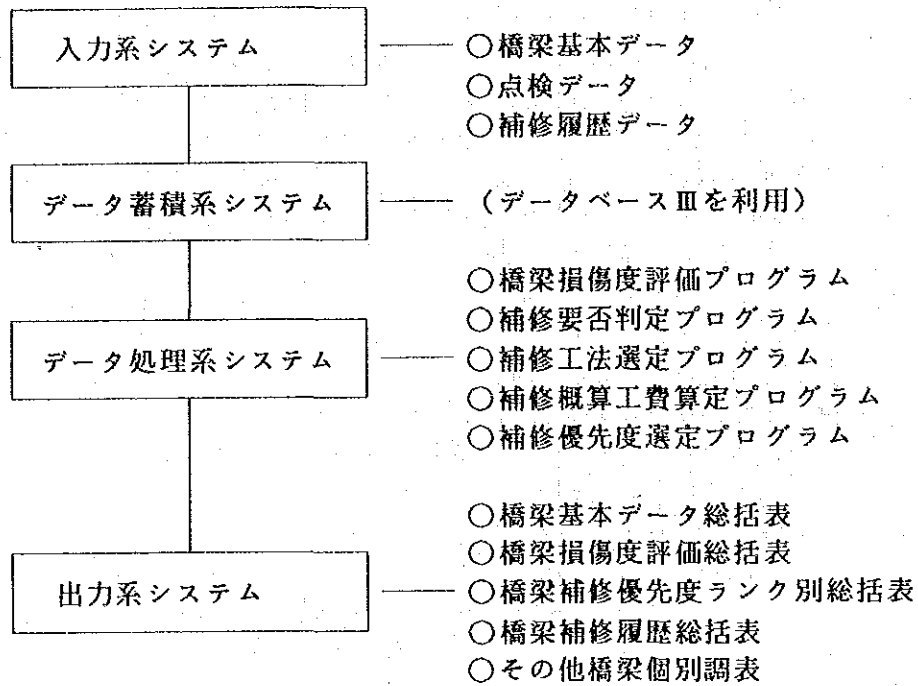 入力系システム
○橋梁基本データ
○点検データ
○補修履歴データ
データ蓄積系システム
(データベースⅢを利用)
データ処理系システム
○橋梁損傷度評価プログラム
○補修要否判定プログラム
○補修工法選定プログラム
○補修概算工費算定プログラム
○補修優先度選定プログラム
出力系システム
○橋梁基本データ総括表
○橋梁損傷度評価総括表
○橋梁補修優先度ランク別総括表
○橋梁補修履歴総括表
○その他橋梁個別調表